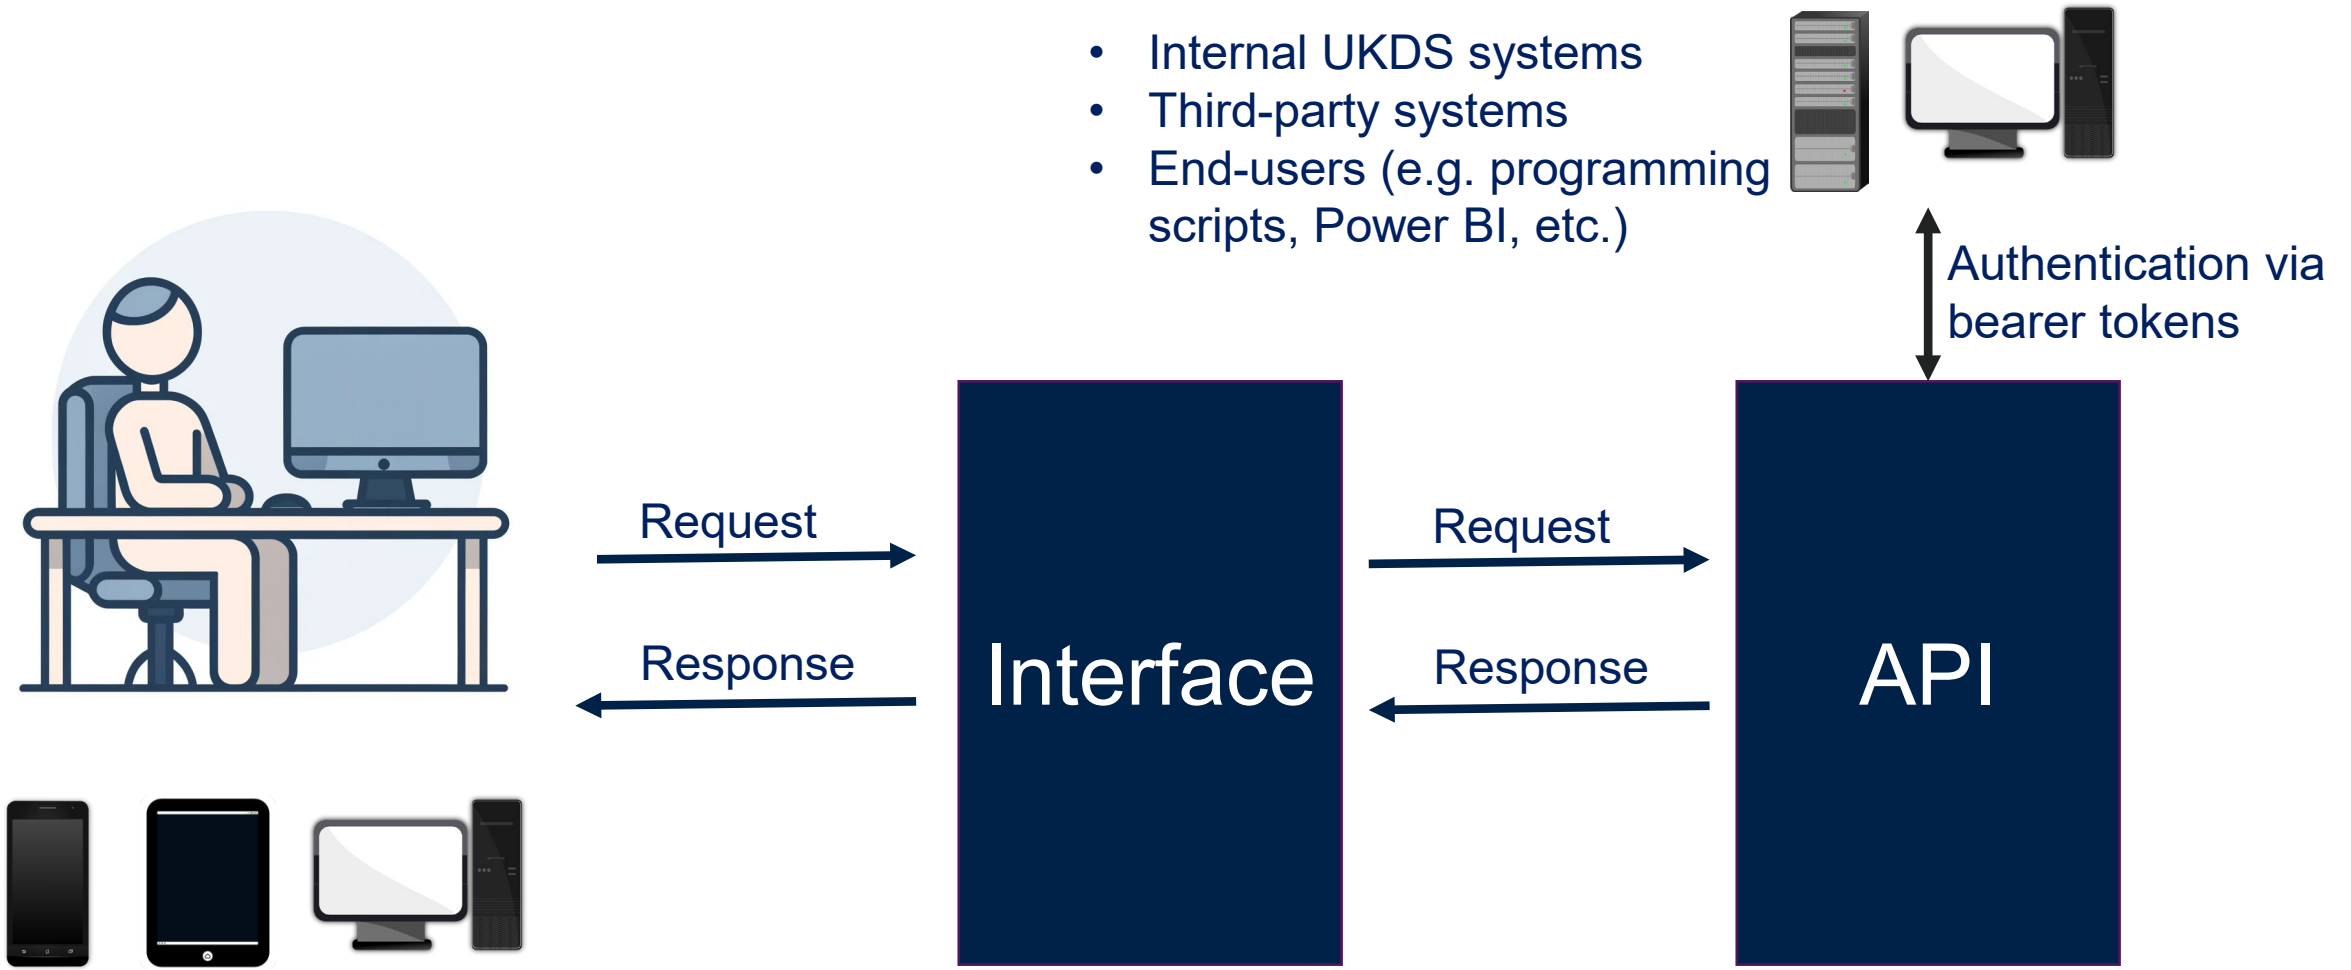 • Internal UKDS systems
• Third-party systems
• End-users (e.g. programming
scripts, Power BI, etc.)
Authentication via
bearer tokens
Request
Request
Response
Response
Interface
API